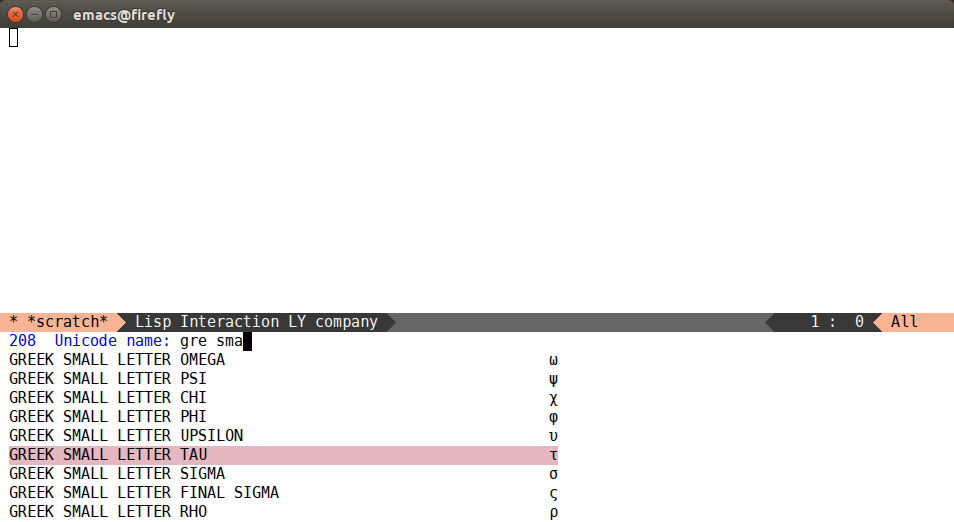 emacs@firefly
* *scratch* Lisp Interaction LY company 1 : 0 All
208 Unicode name: gre sma
GREEK SMALL LETTER OMEGA ω
GREEK SMALL LETTER PSI ψ
GREEK SMALL LETTER CHI χ
GREEK SMALL LETTER PHI φ
GREEK SMALL LETTER UPSILON υ
GREEK SMALL LETTER TAU τ
GREEK SMALL LETTER SIGMA σ
GREEK SMALL LETTER FINAL SIGMA ς
GREEK SMALL LETTER RHO ρ